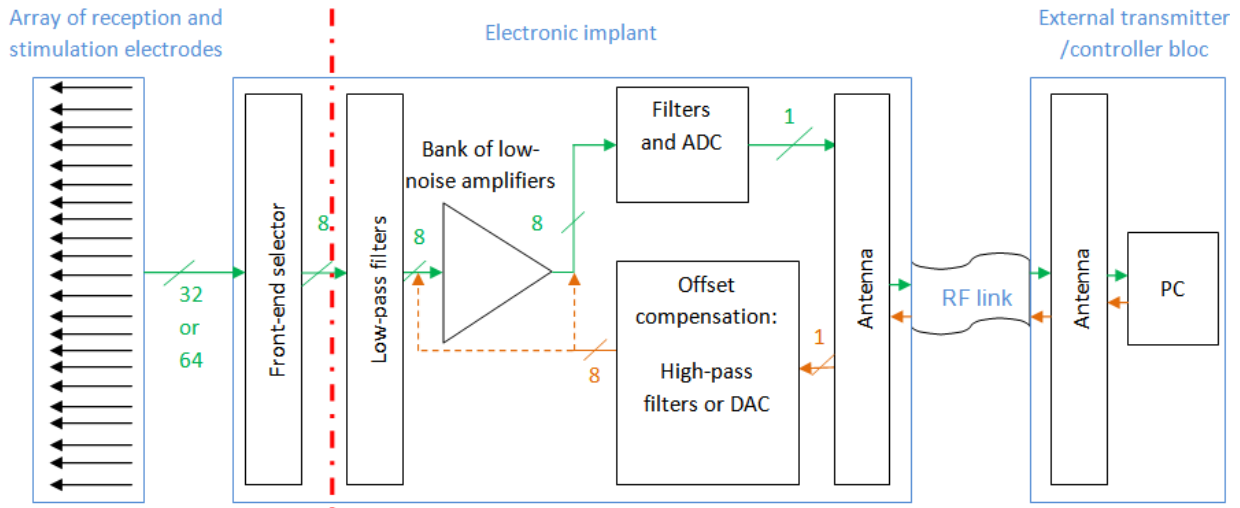 Array of reception and
stimulation electrodes
Electronic implant
External transmitter
/controller bloc
32
or
64
Front-end selector
8
Low-pass filters
8
Bank of low-
noise amplifiers
8
Filters
and ADC
1
Offset
compensation:
High-pass
filters or DAC
8
1
Antenna
RF link
Antenna
PC